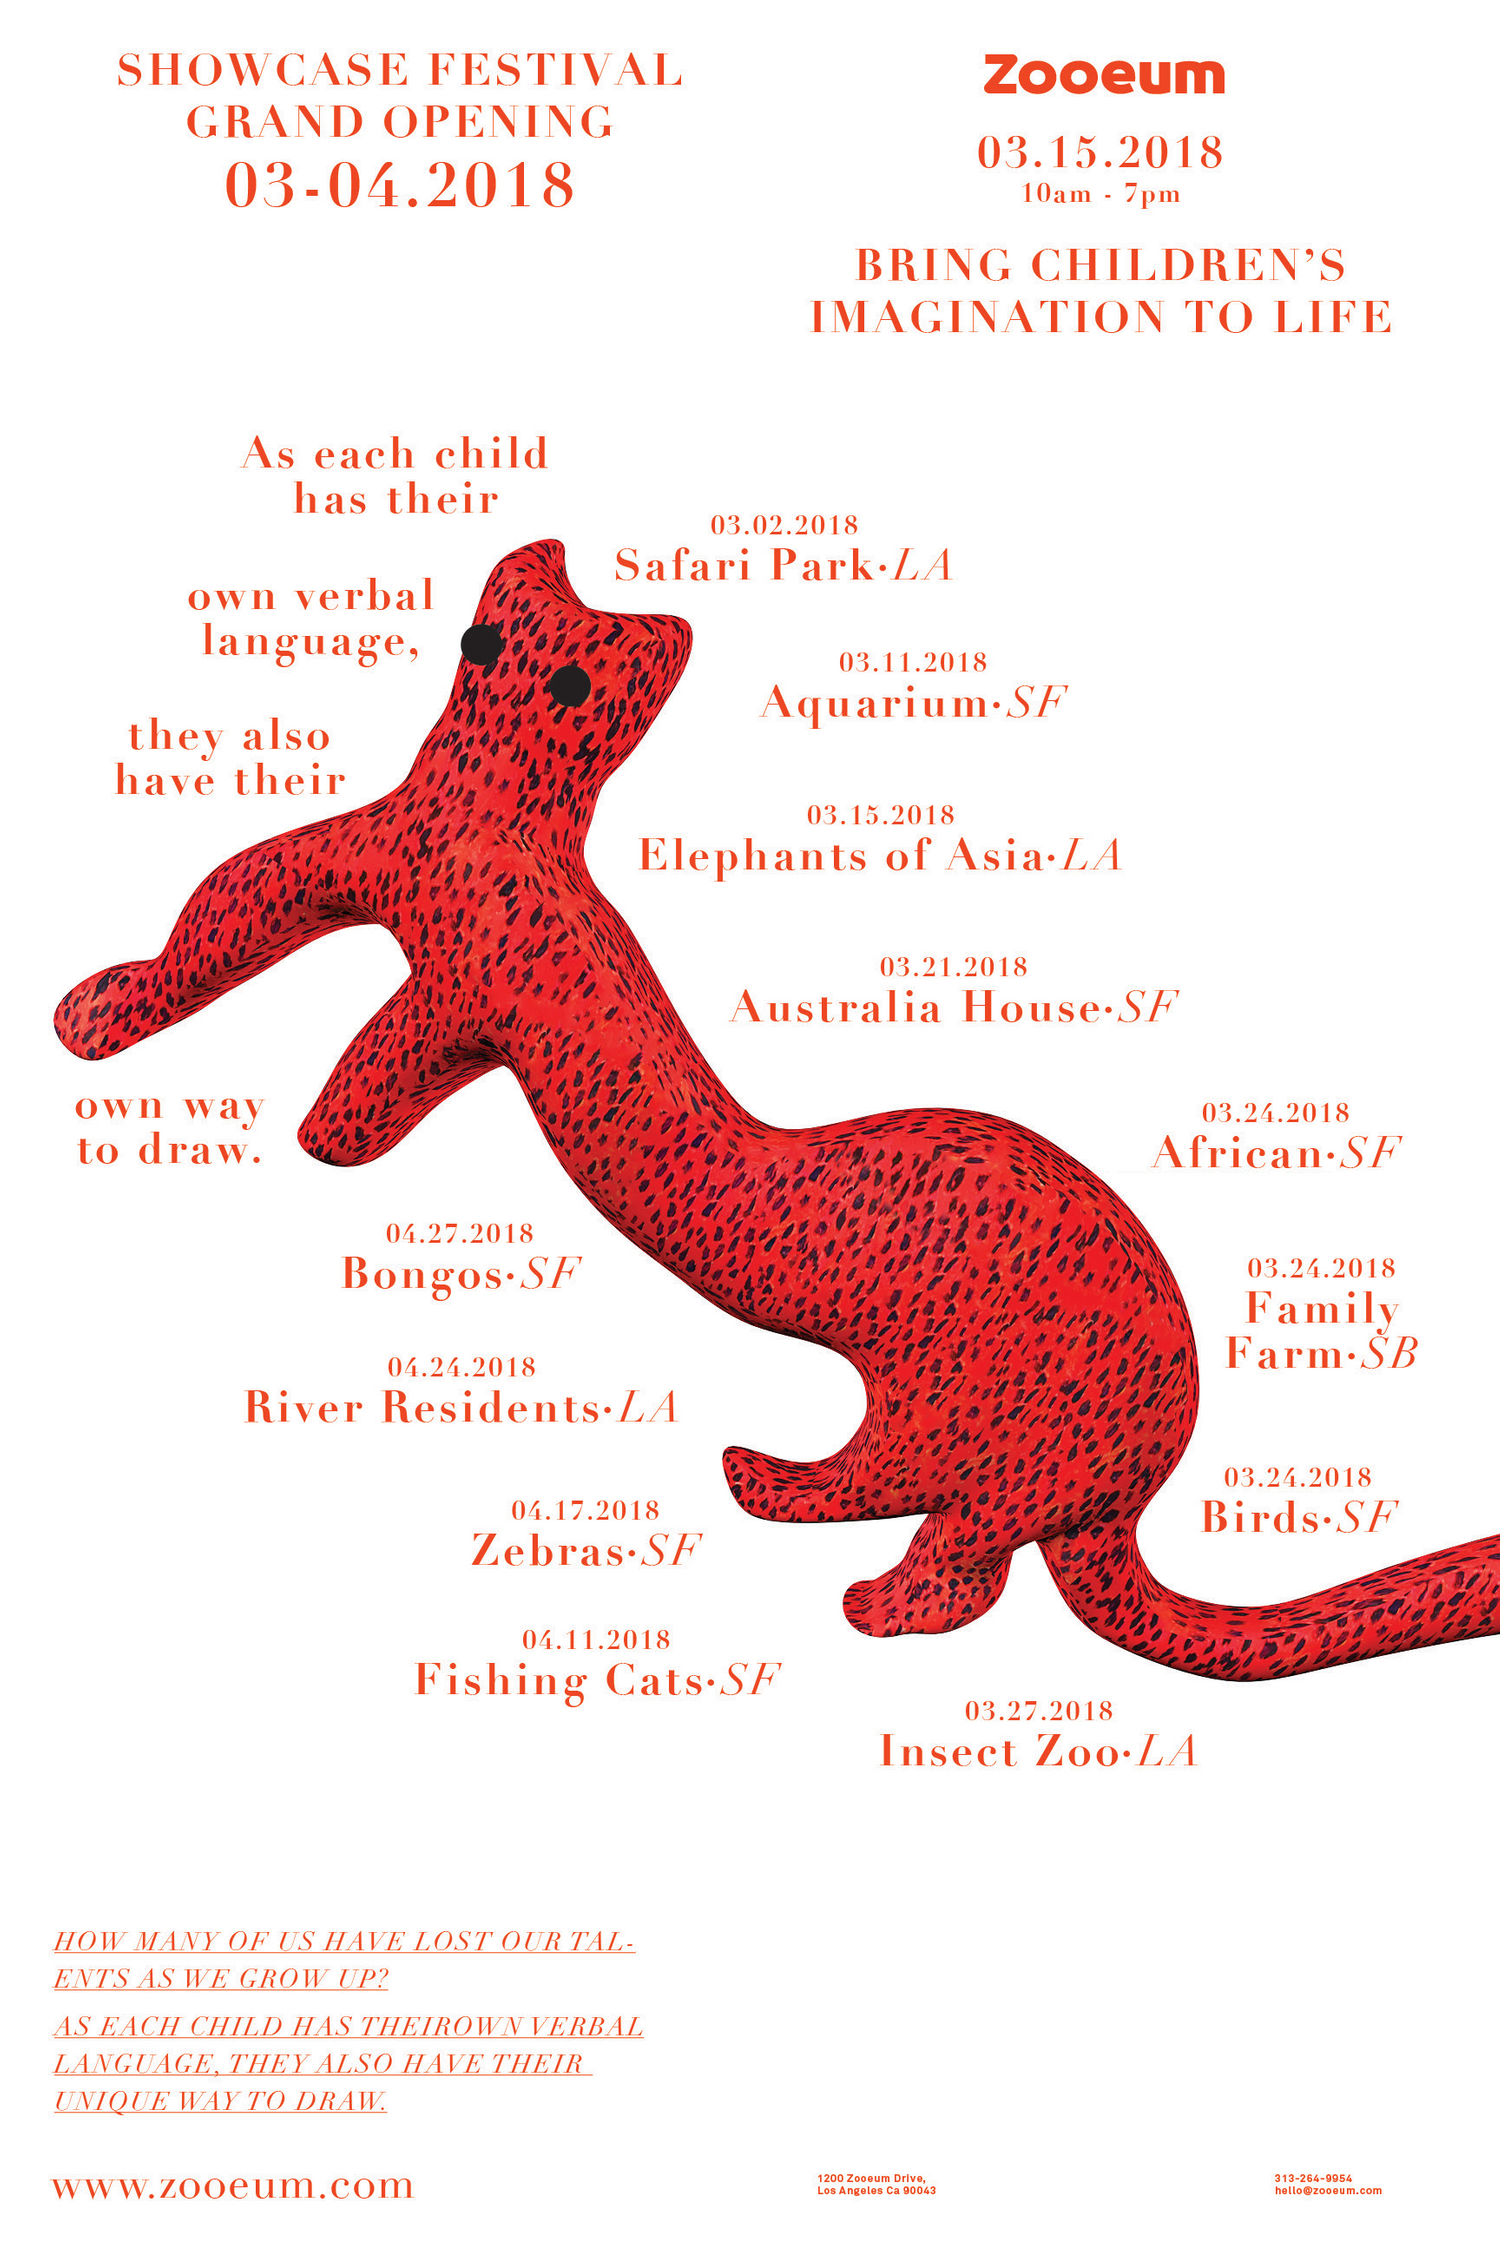 SHOWCASE FESTIVAL
GRAND OPENING
03-04.2018
Zooeum
03.15.2018
10am - 7pm
BRING CHILDREN'S
IMAGINATION TO LIFE
As each child
has their
own verbal
language,
they also
have their
own way
to draw.
03.02.2018
Safari Park·LA
03.11.2018
Aquarium·SF
03.15.2018
Elephants of Asia·LA
03.21.2018
Australia House·SF
03.24.2018
African·SF
03.24.2018
Family
Farm·SB
03.24.2018
Birds·SF
03.27.2018
Insect Zoo·LA
04.27.2018
Bongos·SF
04.24.2018
River Residents·LA
04.17.2018
Zebras·SF
04.11.2018
Fishing Cats·SF
HOW MANY OF US HAVE LOST OUR TAL-
ENTS AS WE GROW UP?
AS EACH CHILD HAS THEIROWN VERBAL
LANGUAGE, THEY ALSO HAVE THEIR
UNIQUE WAY TO DRAW.
www.zooeum.com
1200 Zooeum Drive,
Los Angeles Ca 90043
313-264-9954
hello@zooeum.com